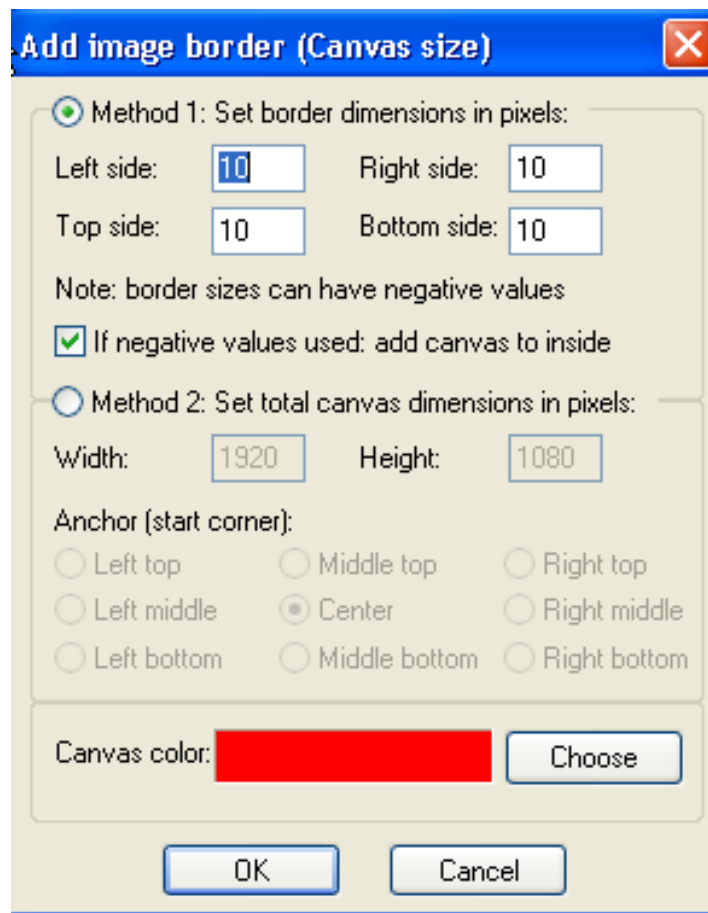 Add image border (Canvas size)
Method 1: Set border dimensions in pixels:
Left side: 10 Right side: 10
Top side: 10 Bottom side: 10
Note: border sizes can have negative values
If negative values used: add canvas to inside
Method 2: Set total canvas dimensions in pixels:
Width: 1920 Height: 1080
Anchor (start corner):
Left top Middle top Right top
Left middle Center Right middle
Left bottom Middle bottom Right bottom
Canvas color: Choose
OK Cancel